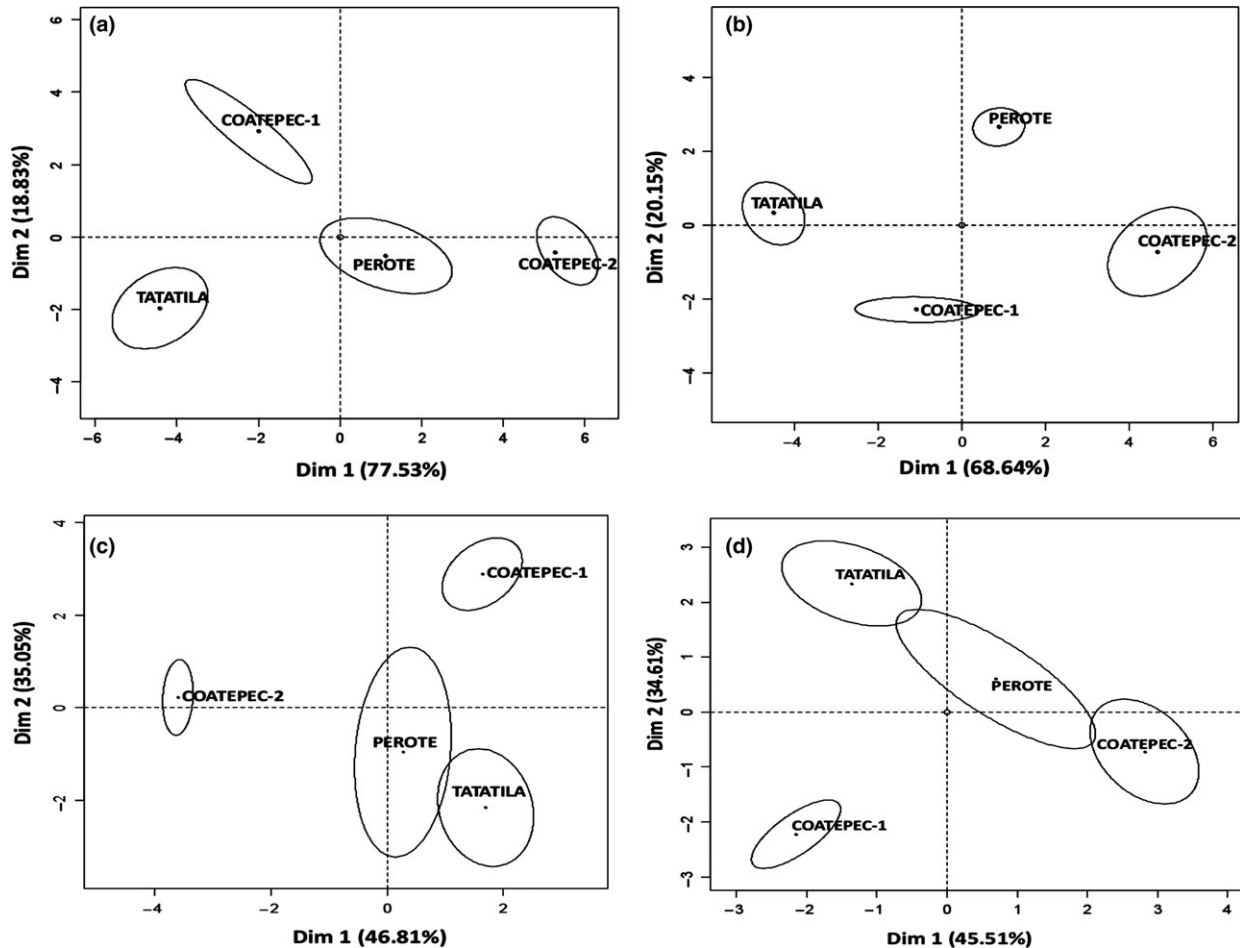 (a)
6
4
2
0
−2
−4
Dim 2 (18.83%)
COATEPEC-1
PEROTE
COATEPEC-2
TATATILA
−6 −4 −2 0 2 4 6
Dim 1 (77.53%)
(b)
4
2
0
−2
−4
Dim 2 (20.15%)
PEROTE
TATATILA
COATEPEC-2
COATEPEC-1
−4 −2 0 2 4 6
Dim 1 (68.64%)
(c)
4
2
0
−2
Dim 2 (35.05%)
COATEPEC-1
COATEPEC-2
PEROTE
TATATILA
−4 −2 0 2
Dim 1 (46.81%)
(d)
3
2
1
0
−1
−2
−3
Dim 2 (34.61%)
TATATILA
PEROTE
COATEPEC-2
COATEPEC-1
−3 −2 −1 0 1 2 3 4
Dim 1 (45.51%)